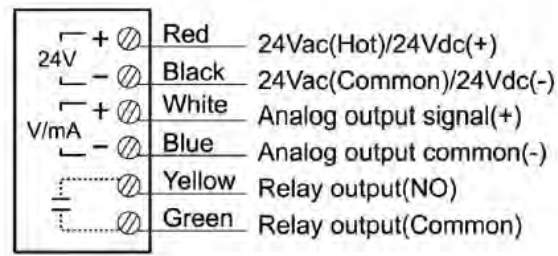 24V + Red 24Vac(Hot)/24Vdc(+)
- Black 24Vac(Common)/24Vdc(-)
V/mA + White Analog output signal(+)
- Blue Analog output common(-)
Yellow Relay output(NO)
Green Relay output(Common)